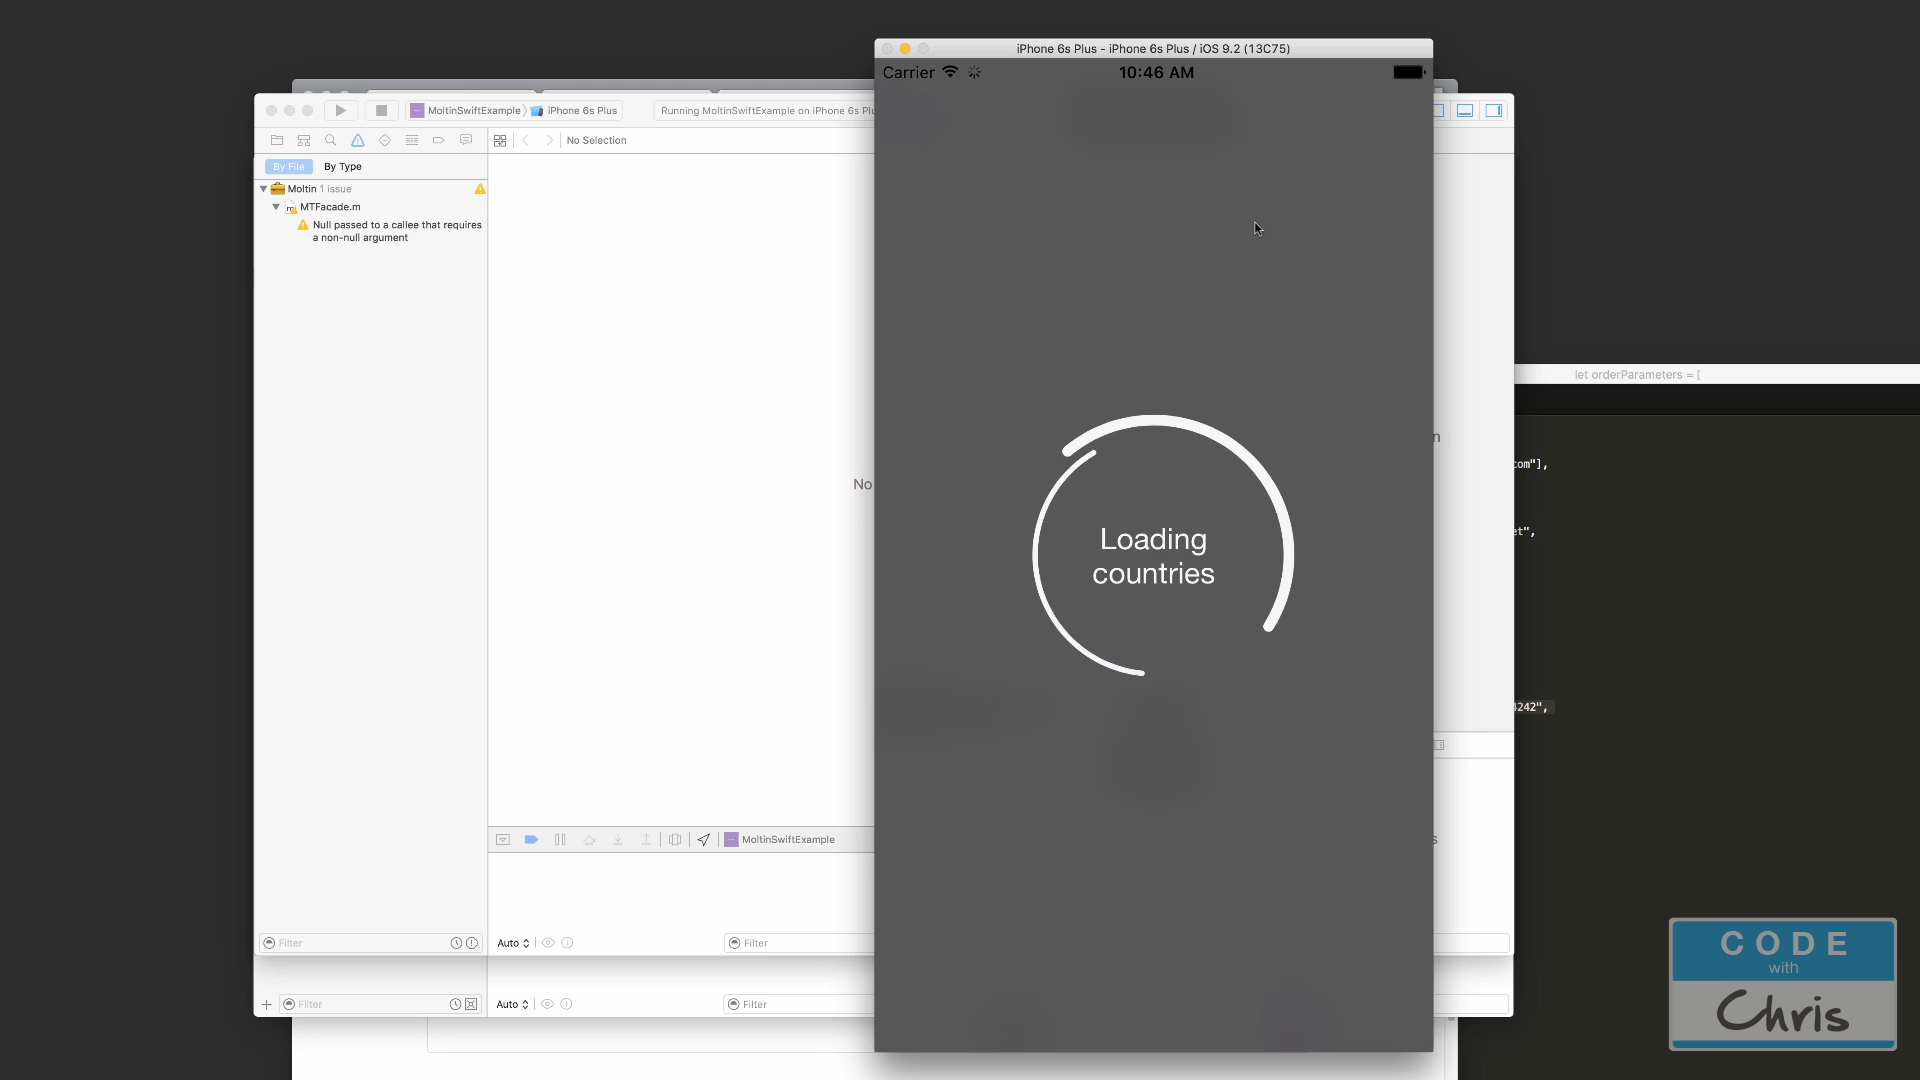 iPhone 6s Plus - iPhone 6s Plus / iOS 9.2 (13C75)
Carrier 10:46 AM
MoltinSwiftExample iPhone 6s Plus
Running MoltinSwiftExample on iPhone 6s Plu
No Selection
By File By Type
Moltin 1 issue
MTFacade.m
Null passed to a callee that requires
a non-null argument
let orderParameters = [
n
com"],
No
et",
Loading
countries
4242",
MoltinSwiftExample
s
Filter
Auto
Filter
Filter
Auto
Filter
CODE
with
Chris